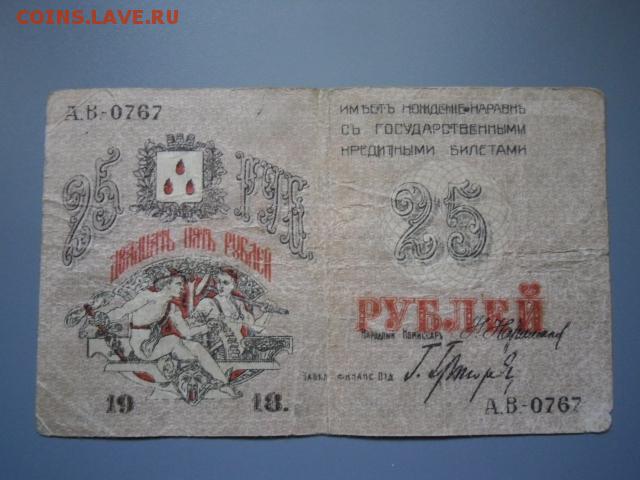 COINS.LAVE.RU
А.В.-0767
25 РУБ.
ДВАДЦАТЬ ПЯТЬ РУБЛЕЙ
19 18.
ИМѢЕТЪ ХОЖДЕНІЕ НАРАВНѢ
СЪ ГОСУДАРСТВЕННЫМИ
КРЕДИТНЫМИ БИЛЕТАМИ
25
РУБЛЕЙ
НАРОДНЫЙ КОМИССАРЪ
ЗАВѢД. ФИНАНС. ОТД.
А.В-0767